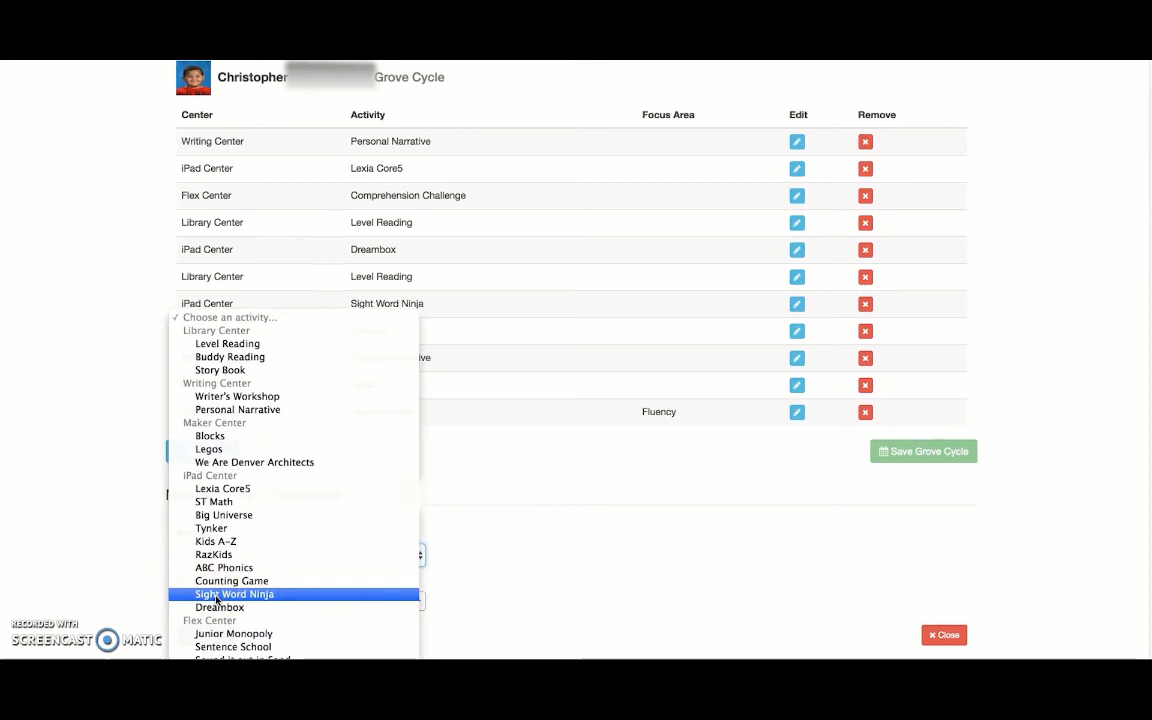 Christopher Grove Cycle
Center Activity Focus Area Edit Remove
Writing Center Personal Narrative
iPad Center Lexia Core5
Flex Center Comprehension Challenge
Library Center Level Reading
iPad Center Dreambox
Library Center Level Reading
iPad Center Sight Word Ninja
✓ Choose an activity...
Library Center
Level Reading
Buddy Reading
Story Book
Writing Center
Writer's Workshop
Personal Narrative
Maker Center
Blocks
Legos
We Are Denver Architects
iPad Center
Lexia Core5
ST Math
Big Universe
Tynker
Kids A-Z
RazKids
ABC Phonics
Counting Game
Sight Word Ninja
Dreambox
Flex Center
Junior Monopoly
Sentence School
Fluency
Save Grove Cycle
Close
RECORDED WITH
SCREENCAST MATIC